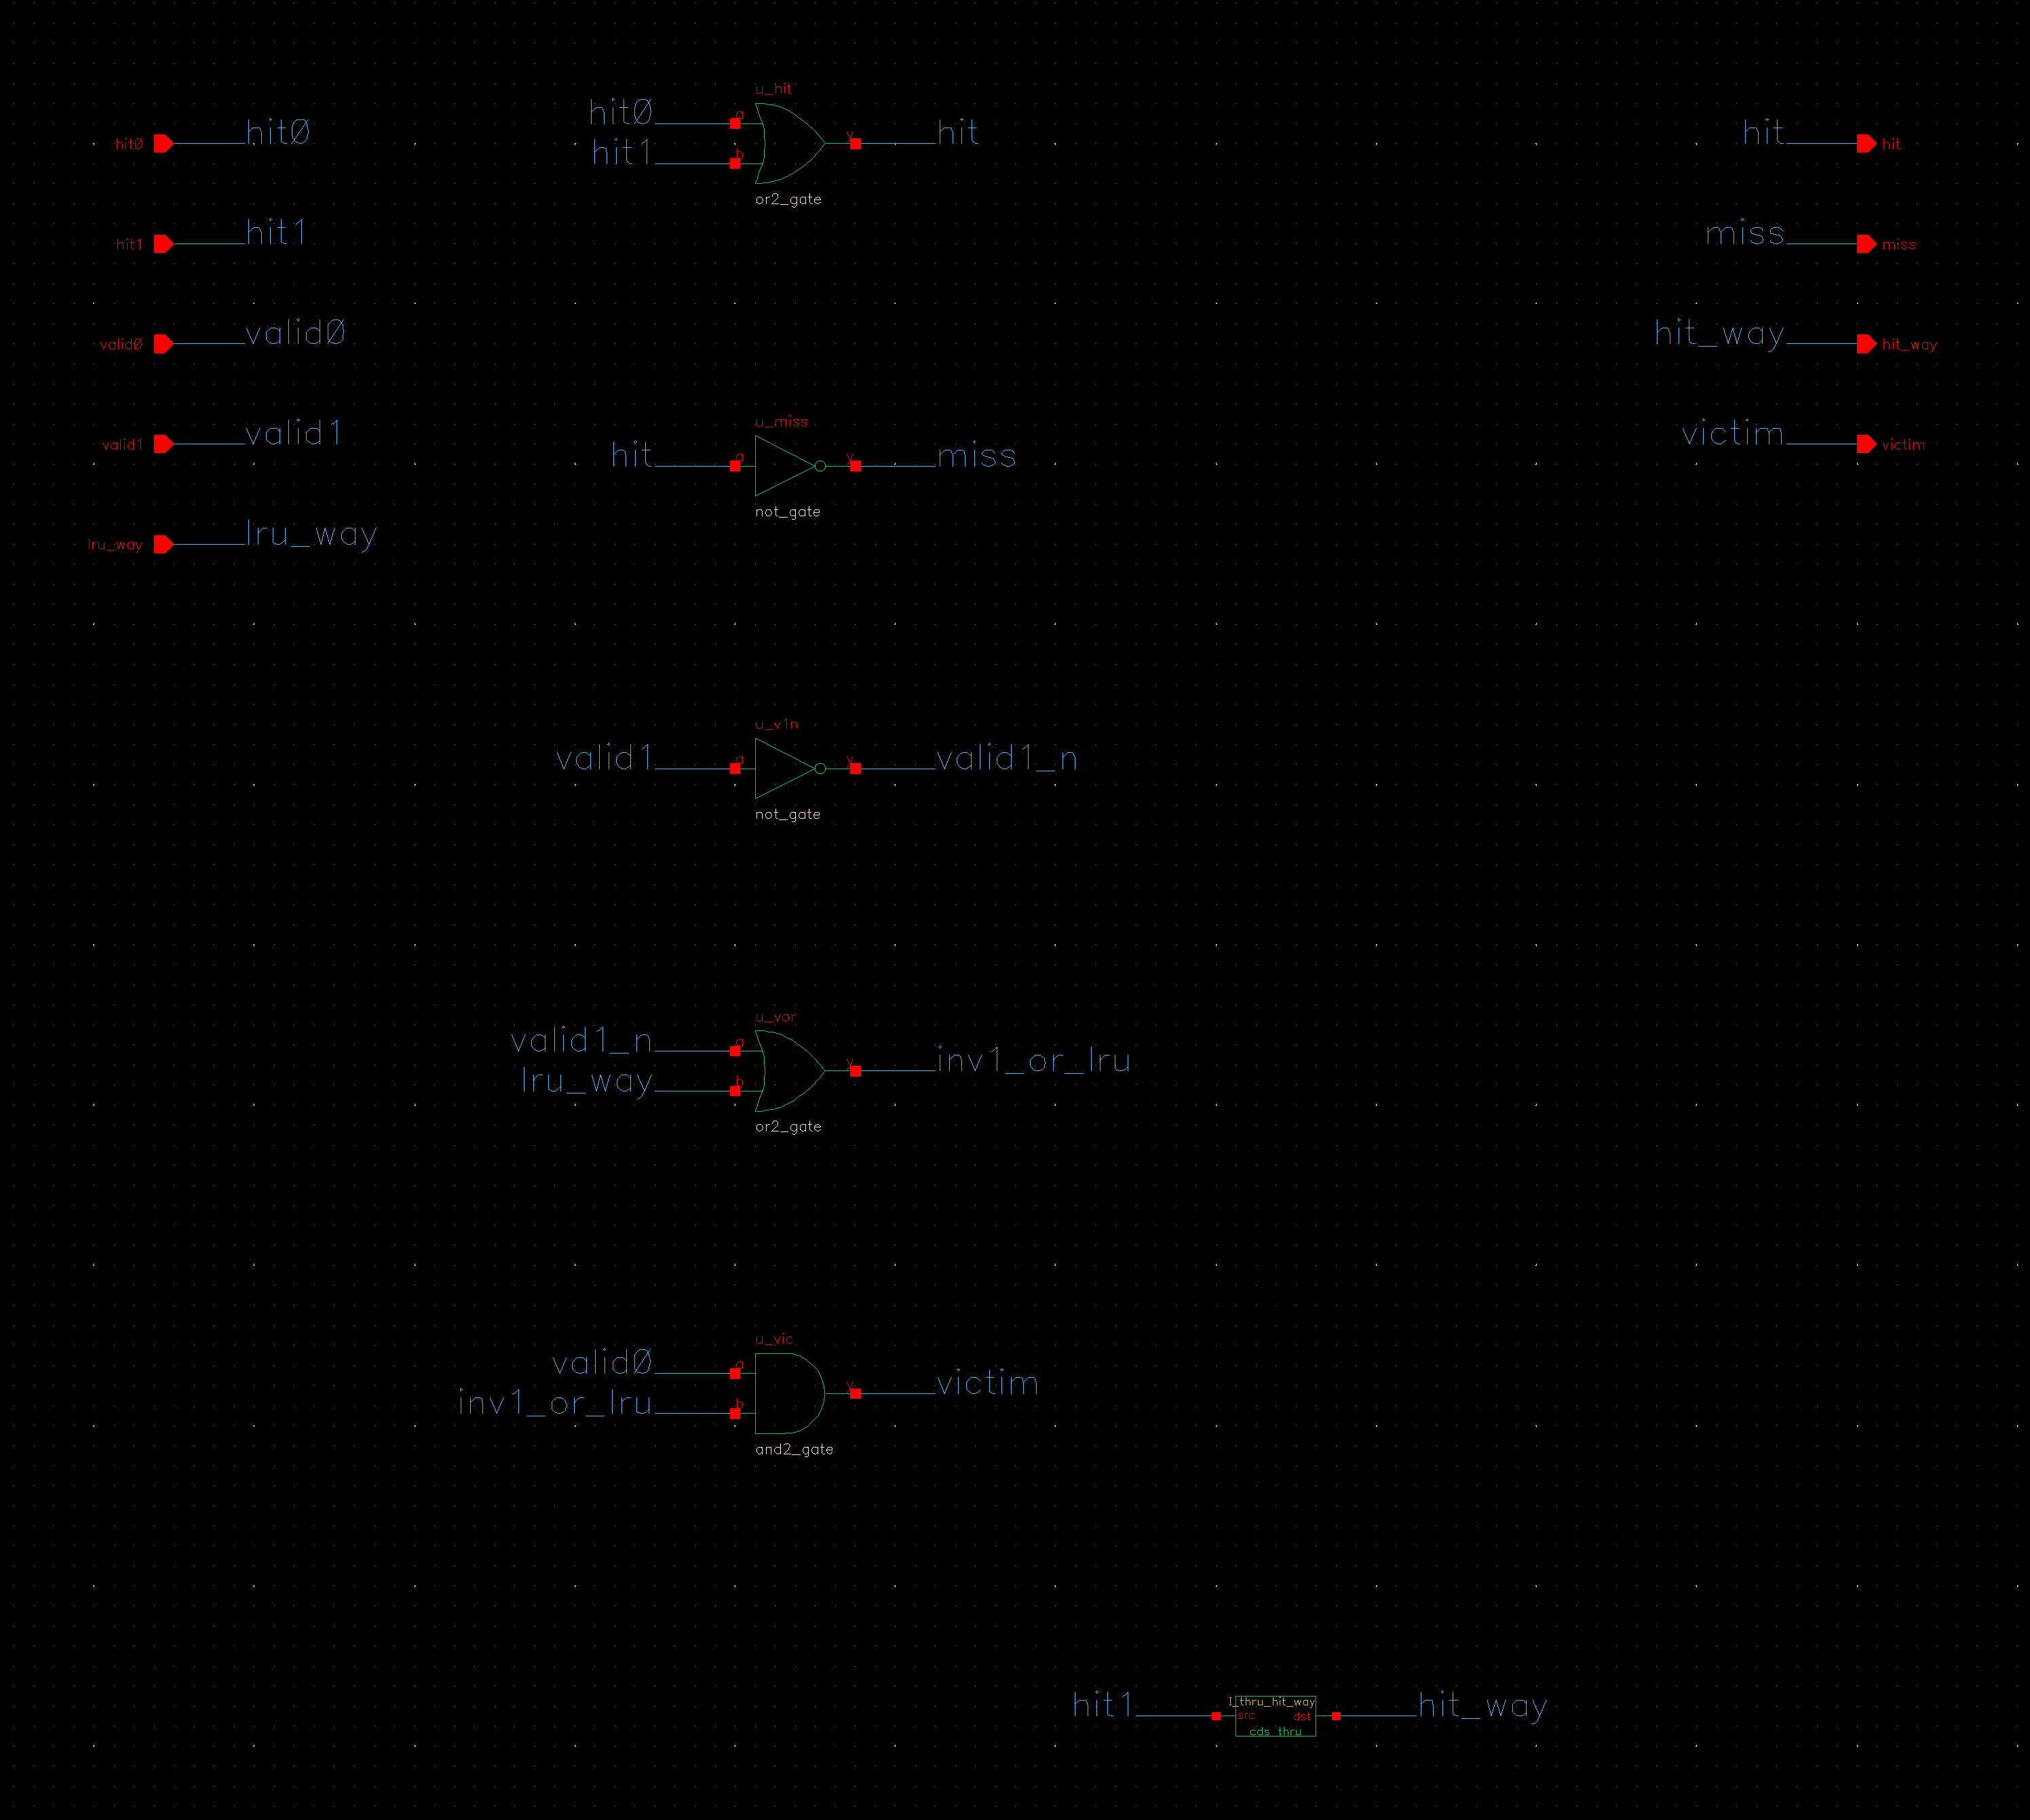 hit0 hit0
hit1 hit1
valid0 valid0
valid1 valid1
lru_way lru_way
u_hit
hit0 a
hit1 b
y hit
or2_gate
u_miss
hit a y miss
not_gate
u_v1n
valid1 a y valid1_n
not_gate
u_vor
valid1_n a
lru_way b
y inv1_or_lru
or2_gate
u_vic
valid0 a
inv1_or_lru b
y victim
and2_gate
I_thru_hit_way
hit1 src dst hit_way
cds_thru
hit hit
miss miss
hit_way hit_way
victim victim